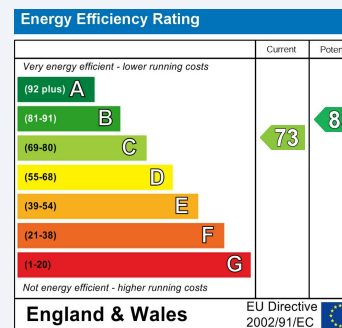 Energy Efficiency Rating
Current
Very energy efficient - lower running costs
(92 plus) A
(81-91) B
(69-80) C
73
(55-68) D
(39-54) E
(21-38) F
(1-20) G
Not energy efficient - higher running costs
England & Wales
EU Directive
2002/91/EC